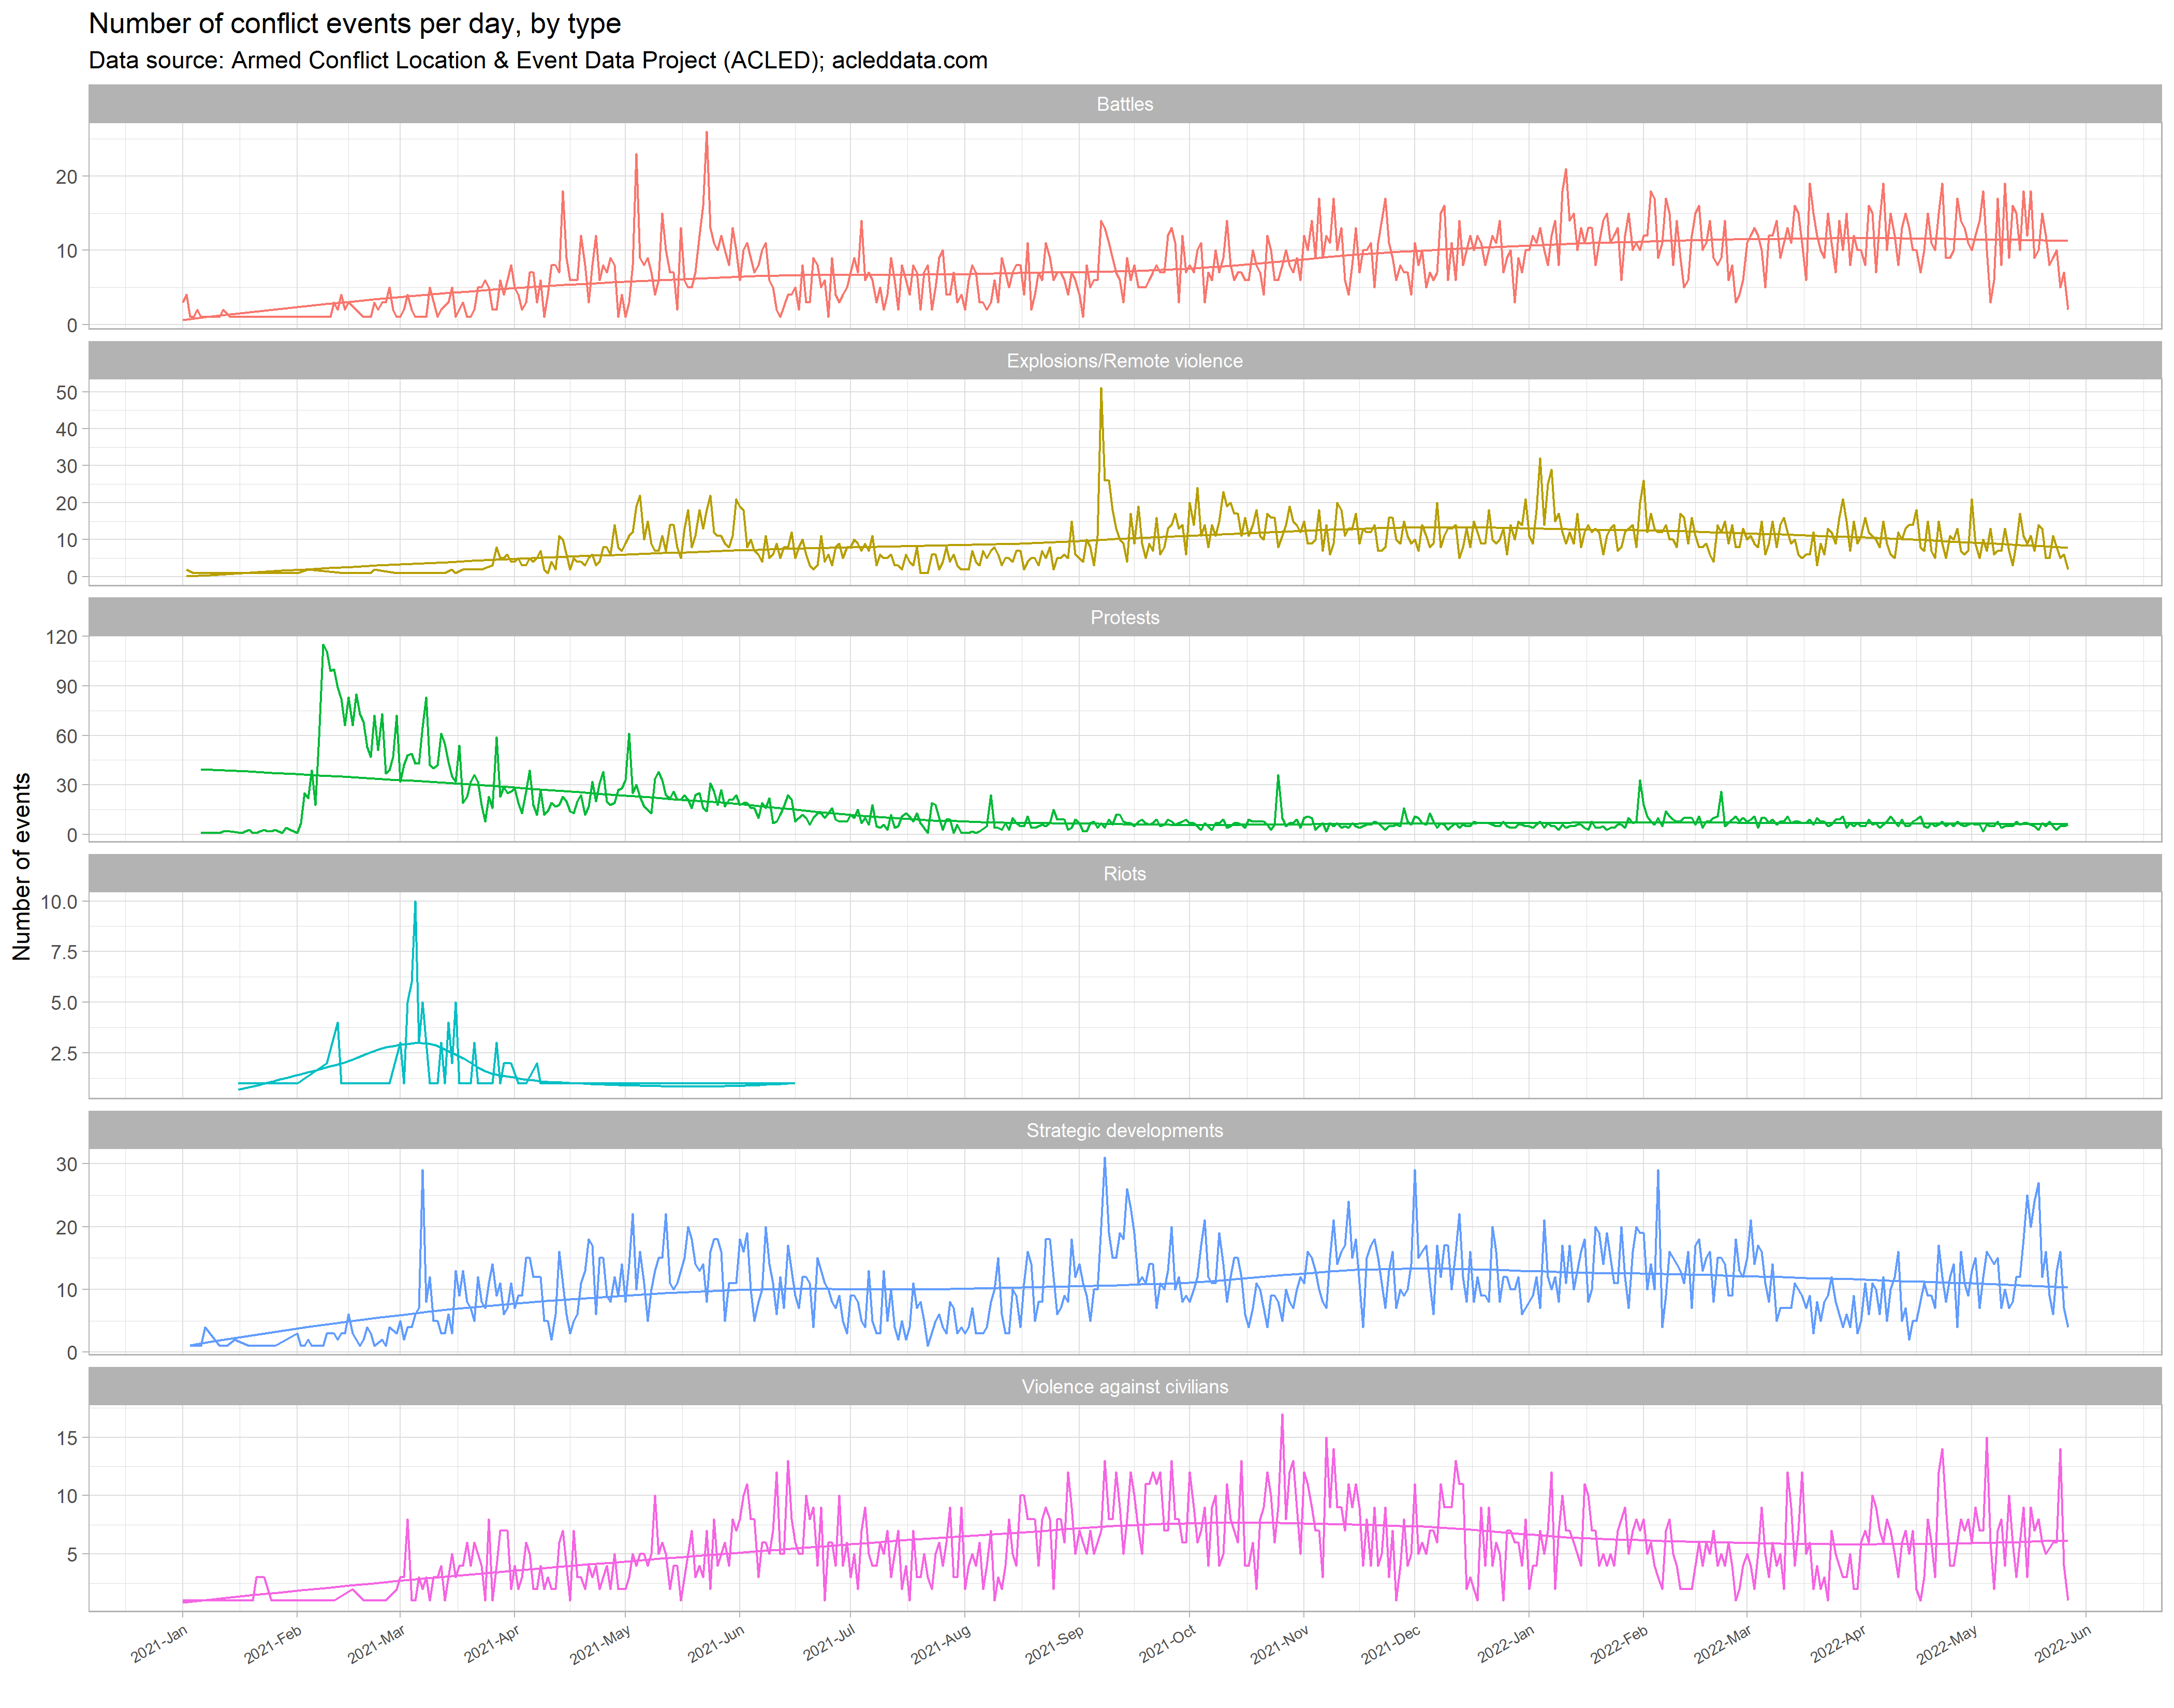 Number of conflict events per day, by type
Data source: Armed Conflict Location & Event Data Project (ACLED); acleddata.com
Number of events
Battles
20
10
0
Explosions/Remote violence
50
40
30
20
10
0
Protests
120
90
60
30
0
Riots
10.0
7.5
5.0
2.5
Strategic developments
30
20
10
0
Violence against civilians
15
10
5
2021-Jan 2021-Feb 2021-Mar 2021-Apr 2021-May 2021-Jun 2021-Jul 2021-Aug 2021-Sep 2021-Oct 2021-Nov 2021-Dec 2022-Jan 2022-Feb 2022-Mar 2022-Apr 2022-May 2022-Jun